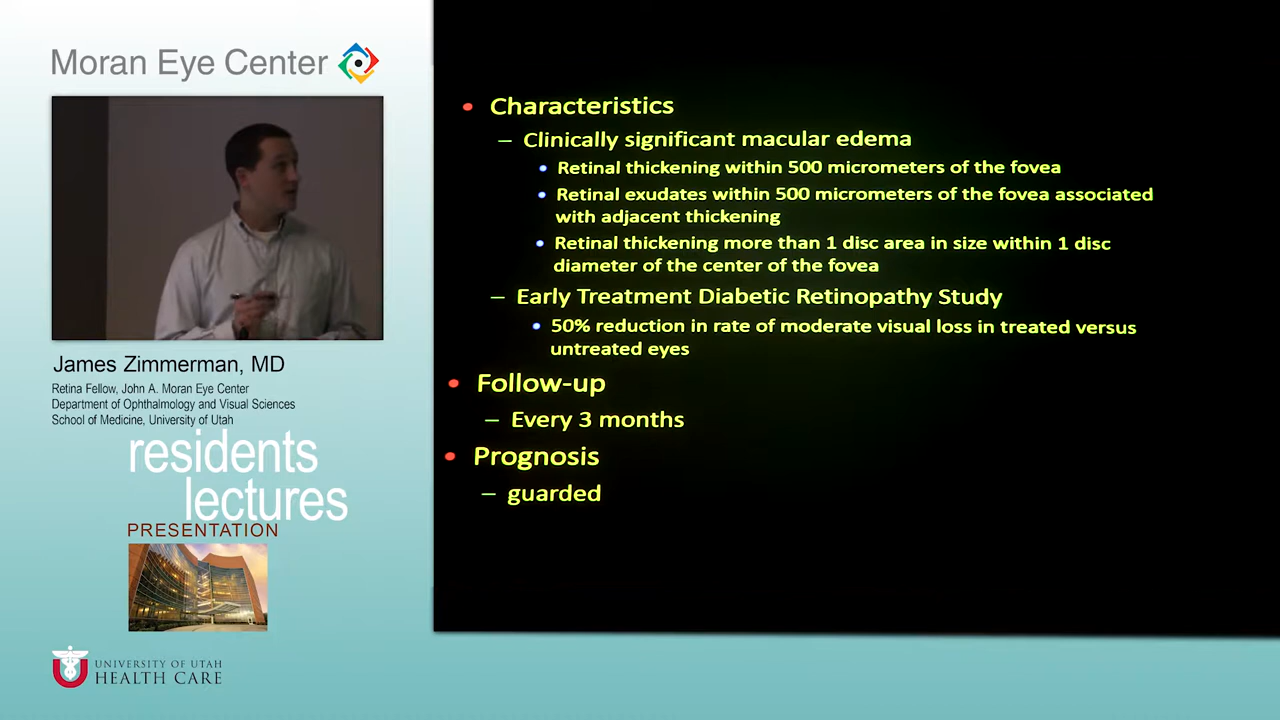 Moran Eye Center
James Zimmerman, MD
Retina Fellow, John A. Moran Eye Center
Department of Ophthalmology and Visual Sciences
School of Medicine, University of Utah
residents
lectures
PRESENTATION
UNIVERSITY OF UTAH
HEALTH CARE
• Characteristics
– Clinically significant macular edema
• Retinal thickening within 500 micrometers of the fovea
• Retinal exudates within 500 micrometers of the fovea associated
with adjacent thickening
• Retinal thickening more than 1 disc area in size within 1 disc
diameter of the center of the fovea
– Early Treatment Diabetic Retinopathy Study
• 50% reduction in rate of moderate visual loss in treated versus
untreated eyes
• Follow-up
– Every 3 months
• Prognosis
– guarded